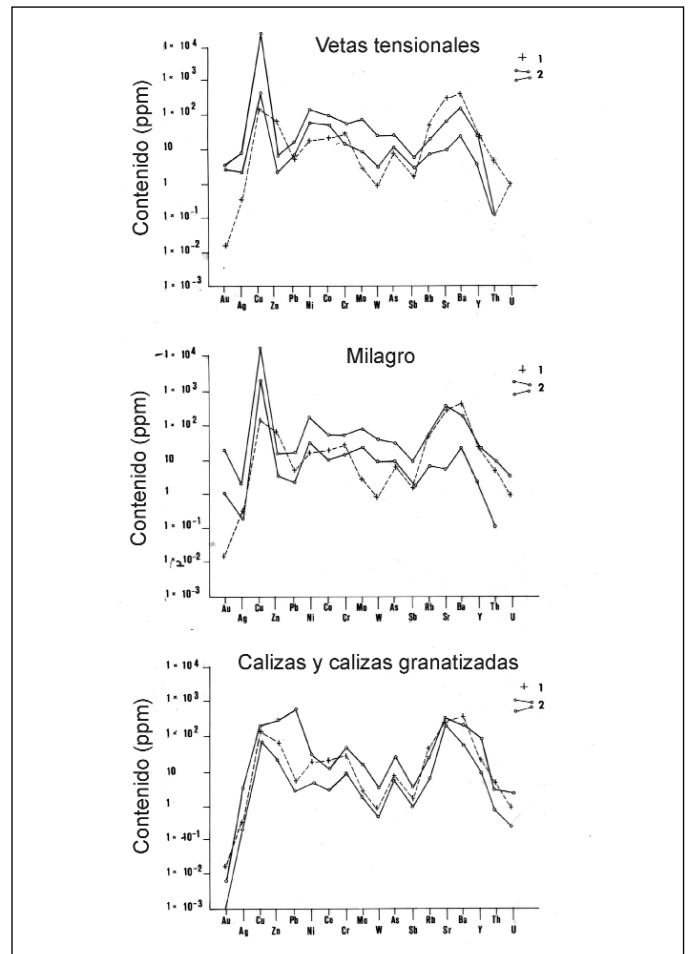 Vetas tensionales
1
2
Contenido (ppm)
1 × 10⁴
1 × 10³
1 × 10²
10
1
1 × 10⁻¹
1 × 10⁻²
1 × 10⁻³
Au Ag Cu Zn Pb Ni Co Cr Mo W As Sb Rb Sr Ba Y Th U
Milagro
1
2
Contenido (ppm)
1 × 10⁴
1 × 10³
1 × 10²
10
1
1 × 10⁻¹
1 × 10⁻²
1 × 10⁻³
Au Ag Cu Zn Pb Ni Co Cr Mo W As Sb Rb Sr Ba Y Th U
Calizas y calizas granatizadas
1
2
Contenido (ppm)
1 × 10⁴
1 × 10³
1 × 10²
10
1
1 × 10⁻¹
1 × 10⁻²
1 × 10⁻³
Au Ag Cu Zn Pb Ni Co Cr Mo W As Sb Rb Sr Ba Y Th U